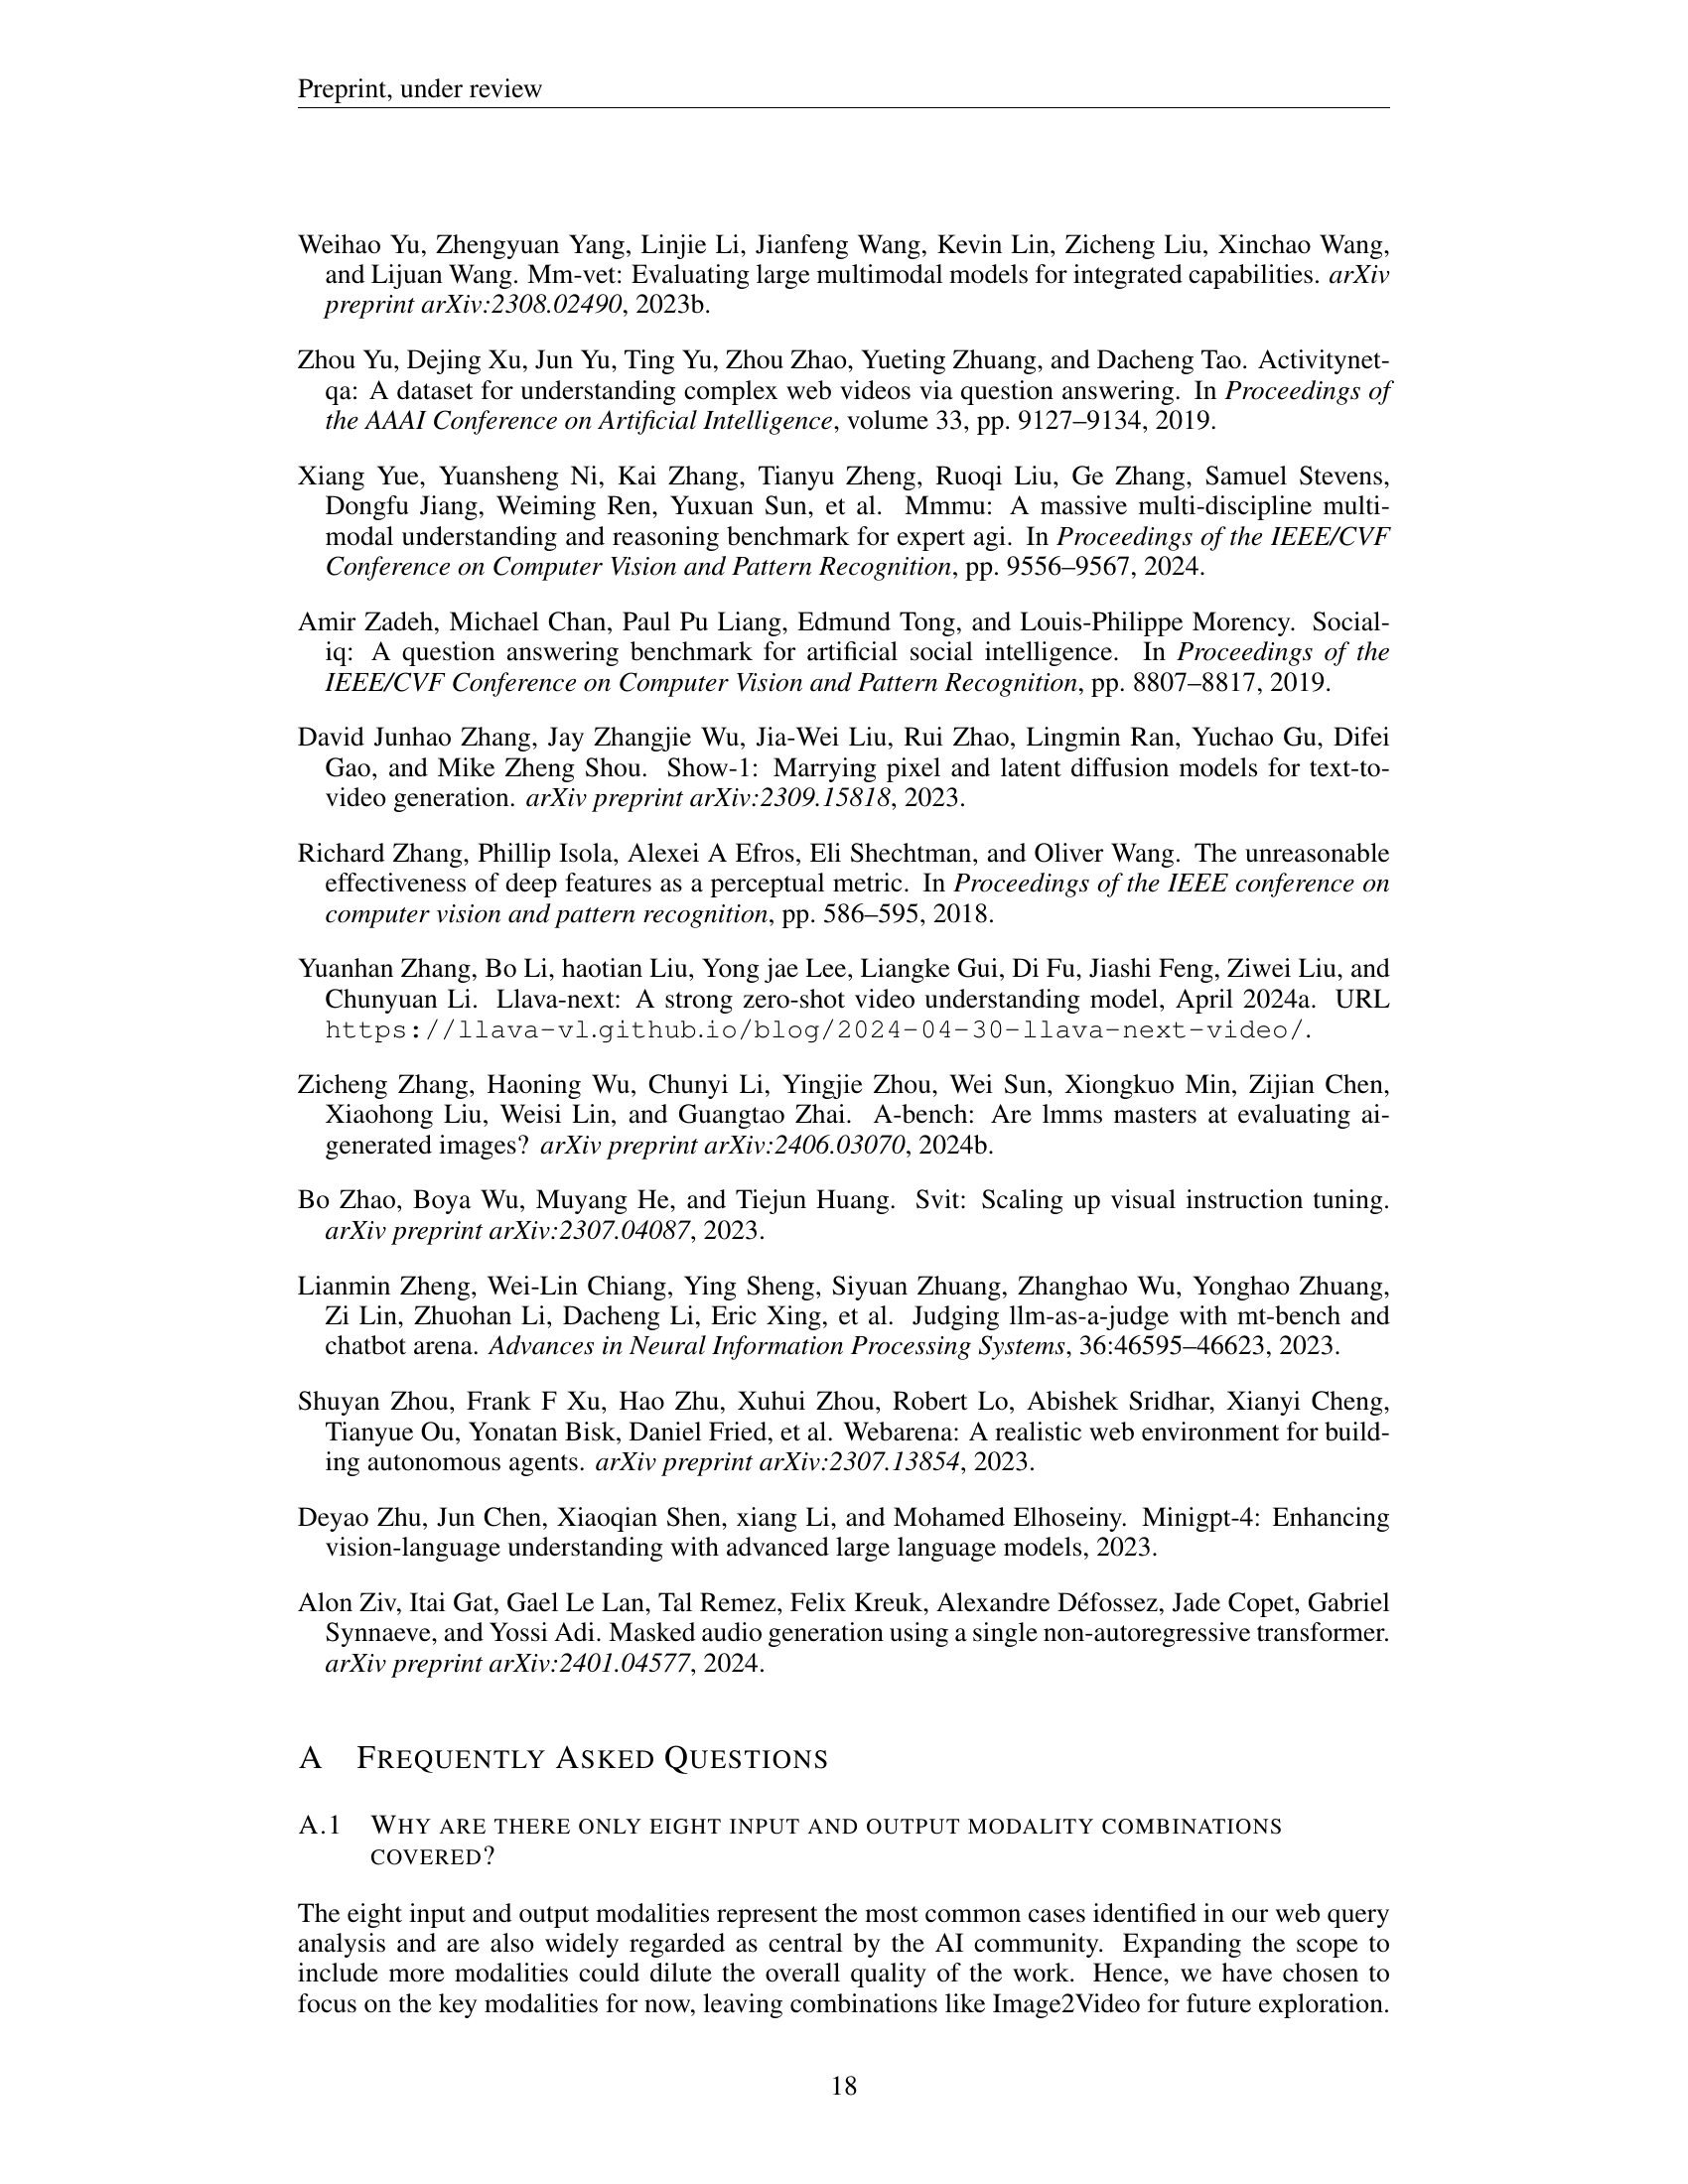 Preprint, under review
Weihao Yu, Zhengyuan Yang, Linjie Li, Jianfeng Wang, Kevin Lin, Zicheng Liu, Xinchao Wang,
and Lijuan Wang. Mm-vet: Evaluating large multimodal models for integrated capabilities. arXiv
preprint arXiv:2308.02490, 2023b.
Zhou Yu, Dejing Xu, Jun Yu, Ting Yu, Zhou Zhao, Yueting Zhuang, and Dacheng Tao. Activitynet-
qa: A dataset for understanding complex web videos via question answering. In Proceedings of
the AAAI Conference on Artificial Intelligence, volume 33, pp. 9127–9134, 2019.
Xiang Yue, Yuansheng Ni, Kai Zhang, Tianyu Zheng, Ruoqi Liu, Ge Zhang, Samuel Stevens,
Dongfu Jiang, Weiming Ren, Yuxuan Sun, et al. Mmmu: A massive multi-discipline multi-
modal understanding and reasoning benchmark for expert agi. In Proceedings of the IEEE/CVF
Conference on Computer Vision and Pattern Recognition, pp. 9556–9567, 2024.
Amir Zadeh, Michael Chan, Paul Pu Liang, Edmund Tong, and Louis-Philippe Morency. Social-
iq: A question answering benchmark for artificial social intelligence. In Proceedings of the
IEEE/CVF Conference on Computer Vision and Pattern Recognition, pp. 8807–8817, 2019.
David Junhao Zhang, Jay Zhangjie Wu, Jia-Wei Liu, Rui Zhao, Lingmin Ran, Yuchao Gu, Difei
Gao, and Mike Zheng Shou. Show-1: Marrying pixel and latent diffusion models for text-to-
video generation. arXiv preprint arXiv:2309.15818, 2023.
Richard Zhang, Phillip Isola, Alexei A Efros, Eli Shechtman, and Oliver Wang. The unreasonable
effectiveness of deep features as a perceptual metric. In Proceedings of the IEEE conference on
computer vision and pattern recognition, pp. 586–595, 2018.
Yuanhan Zhang, Bo Li, haotian Liu, Yong jae Lee, Liangke Gui, Di Fu, Jiashi Feng, Ziwei Liu, and
Chunyuan Li. Llava-next: A strong zero-shot video understanding model, April 2024a. URL
https://llava-vl.github.io/blog/2024-04-30-llava-next-video/.
Zicheng Zhang, Haoning Wu, Chunyi Li, Yingjie Zhou, Wei Sun, Xiongkuo Min, Zijian Chen,
Xiaohong Liu, Weisi Lin, and Guangtao Zhai. A-bench: Are lmms masters at evaluating ai-
generated images? arXiv preprint arXiv:2406.03070, 2024b.
Bo Zhao, Boya Wu, Muyang He, and Tiejun Huang. Svit: Scaling up visual instruction tuning.
arXiv preprint arXiv:2307.04087, 2023.
Lianmin Zheng, Wei-Lin Chiang, Ying Sheng, Siyuan Zhuang, Zhanghao Wu, Yonghao Zhuang,
Zi Lin, Zhuohan Li, Dacheng Li, Eric Xing, et al. Judging llm-as-a-judge with mt-bench and
chatbot arena. Advances in Neural Information Processing Systems, 36:46595–46623, 2023.
Shuyan Zhou, Frank F Xu, Hao Zhu, Xuhui Zhou, Robert Lo, Abishek Sridhar, Xianyi Cheng,
Tianyue Ou, Yonatan Bisk, Daniel Fried, et al. Webarena: A realistic web environment for build-
ing autonomous agents. arXiv preprint arXiv:2307.13854, 2023.
Deyao Zhu, Jun Chen, Xiaoqian Shen, xiang Li, and Mohamed Elhoseiny. Minigpt-4: Enhancing
vision-language understanding with advanced large language models, 2023.
Alon Ziv, Itai Gat, Gael Le Lan, Tal Remez, Felix Kreuk, Alexandre Défossez, Jade Copet, Gabriel
Synnaeve, and Yossi Adi. Masked audio generation using a single non-autoregressive transformer.
arXiv preprint arXiv:2401.04577, 2024.
A FREQUENTLY ASKED QUESTIONS
A.1 WHY ARE THERE ONLY EIGHT INPUT AND OUTPUT MODALITY COMBINATIONS
COVERED?
The eight input and output modalities represent the most common cases identified in our web query
analysis and are also widely regarded as central by the AI community. Expanding the scope to
include more modalities could dilute the overall quality of the work. Hence, we have chosen to
focus on the key modalities for now, leaving combinations like Image2Video for future exploration.
18